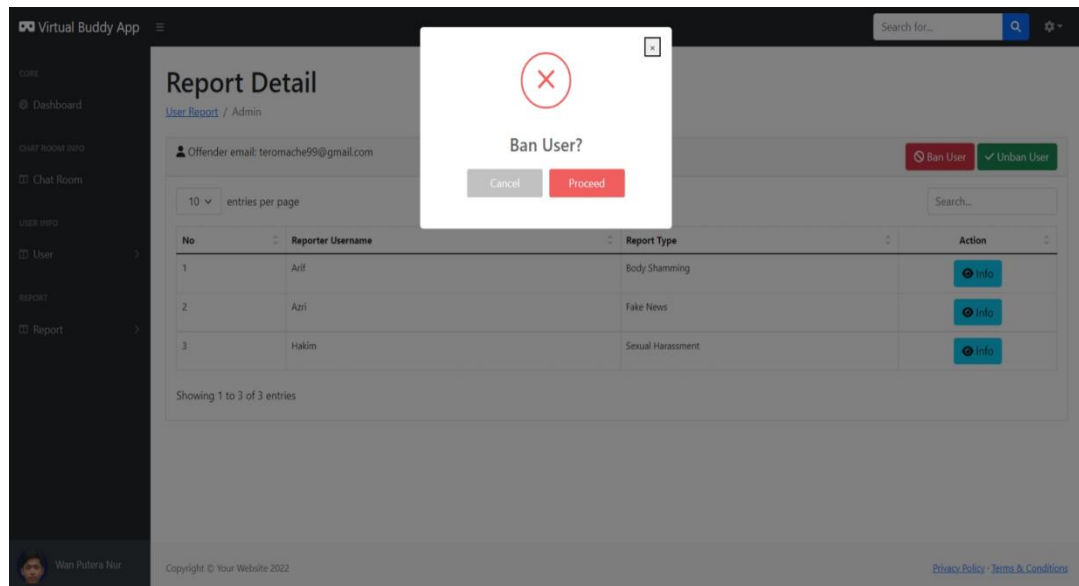 Virtual Buddy App
Search for...
CORE
Dashboard
CHAT ROOM INFO
Chat Room
USER INFO
User
REPORT
Report
Wan Putera Nur
Report Detail
User Report / Admin
Offender email: teromache99@gmail.com
Ban User
Unban User
10 entries per page
Search...
No Reporter Username Report Type Action
1 Arif Body Shamming Info
2 Azri Fake News Info
3 Hakim Sexual Harassment Info
Showing 1 to 3 of 3 entries
x
Ban User?
Cancel Proceed
Copyright © Your Website 2022
Privacy Policy · Terms & Conditions